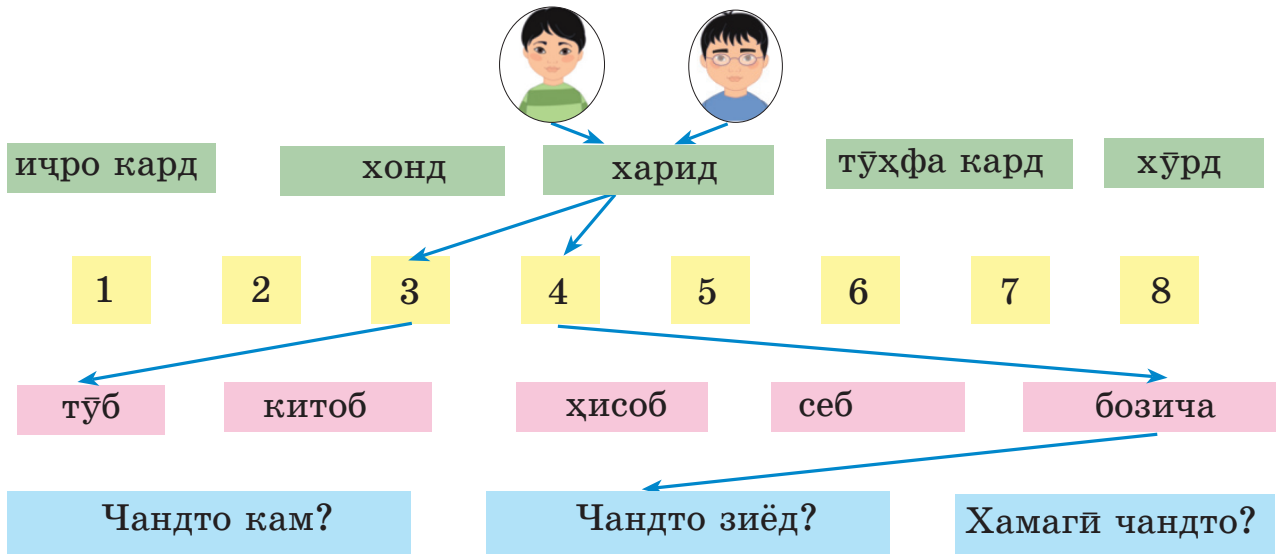 иҷро кард хонд харид тӯҳфа кард хӯрд
1 2 3 4 5 6 7 8
тӯб китоб ҳисоб себ бозича
Чандто кам? Чандто зиёд? Хамагӣ чандто?